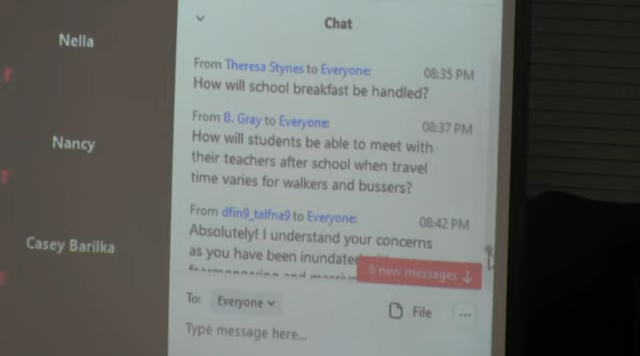 Chat
Nella
Nancy
Casey Barilka
From Theresa Stynes to Everyone: 08:35 PM
How will school breakfast be handled?
From B. Gray to Everyone: 08:37 PM
How will students be able to meet with
their teachers after school when travel
time varies for walkers and bussers?
From dfin9_talfna9 to Everyone: 08:42 PM
Absolutely! I understand your concerns
as you have been inundated
fearmongering and
6 new messages ↓
To: Everyone
File
Type message here...